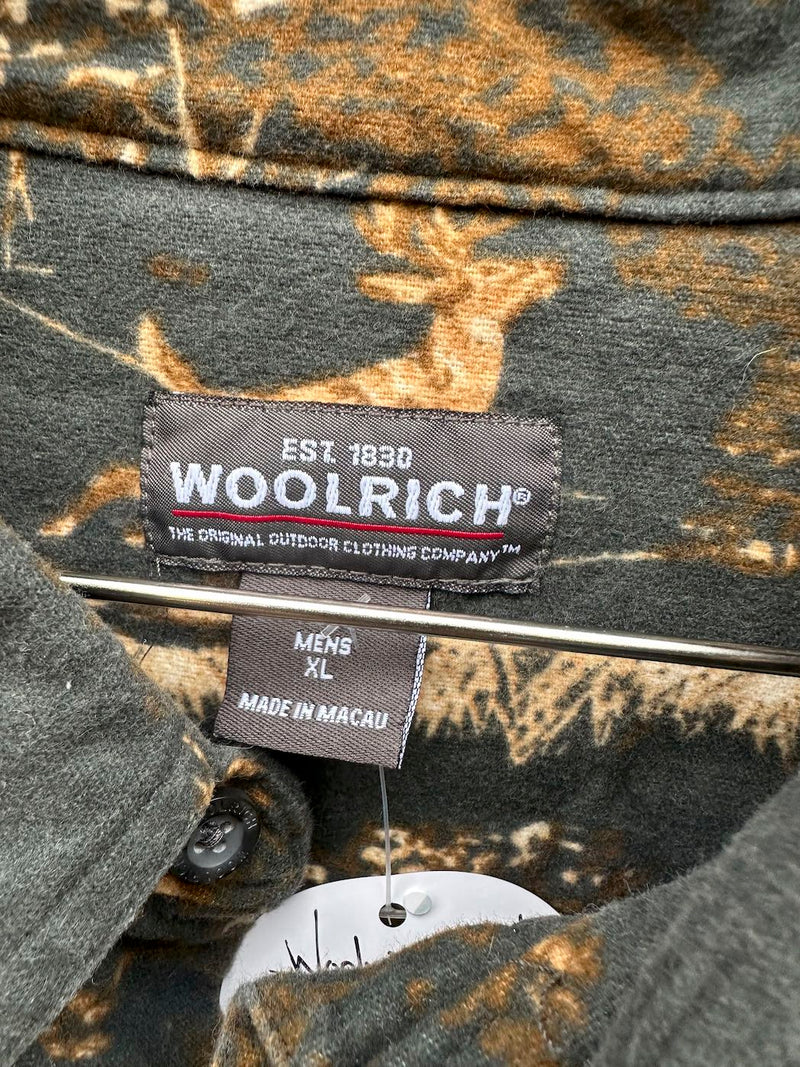 EST. 1830
WOOLRICH®
THE ORIGINAL OUTDOOR CLOTHING COMPANY™
MENS
XL
MADE IN MACAU